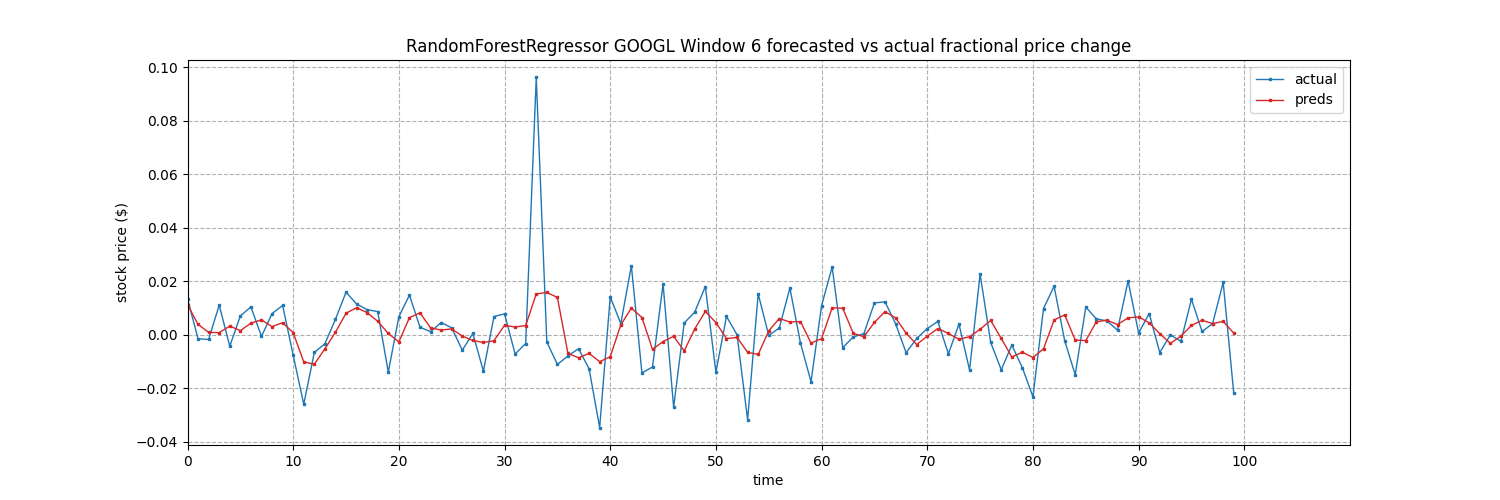 RandomForestRegressor GOOGL Window 6 forecasted vs actual fractional price change
actual
preds
0.10
0.08
0.06
0.04
0.02
0.00
−0.02
−0.04
stock price ($)
0 10 20 30 40 50 60 70 80 90 100
time